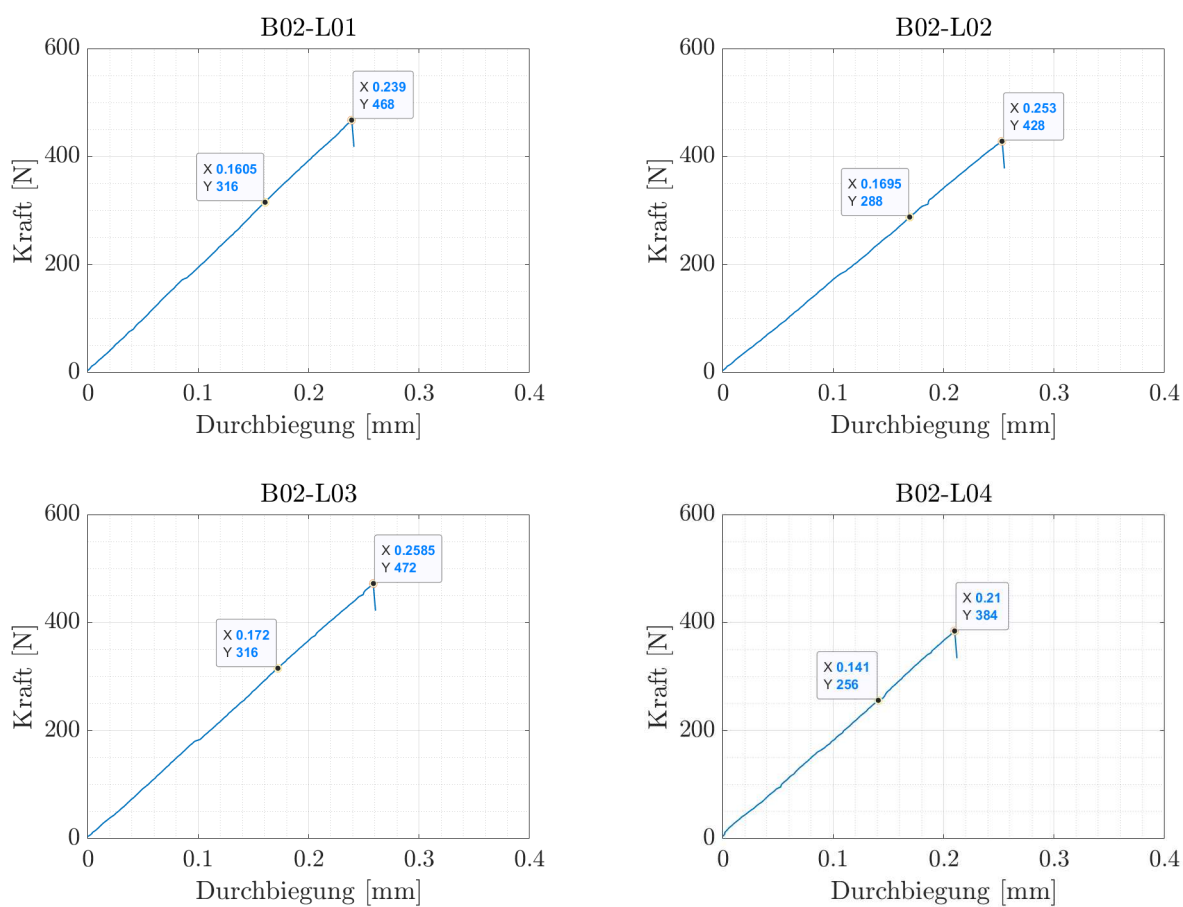 B02-L01
600
400
200
0
Kraft [N]
X 0.239
Y 468
X 0.1605
Y 316
0 0.1 0.2 0.3 0.4
Durchbiegung [mm]
B02-L02
600
400
200
0
Kraft [N]
X 0.253
Y 428
X 0.1695
Y 288
0 0.1 0.2 0.3 0.4
Durchbiegung [mm]
B02-L03
600
400
200
0
Kraft [N]
X 0.2585
Y 472
X 0.172
Y 316
0 0.1 0.2 0.3 0.4
Durchbiegung [mm]
B02-L04
600
400
200
0
Kraft [N]
X 0.21
Y 384
X 0.141
Y 256
0 0.1 0.2 0.3 0.4
Durchbiegung [mm]